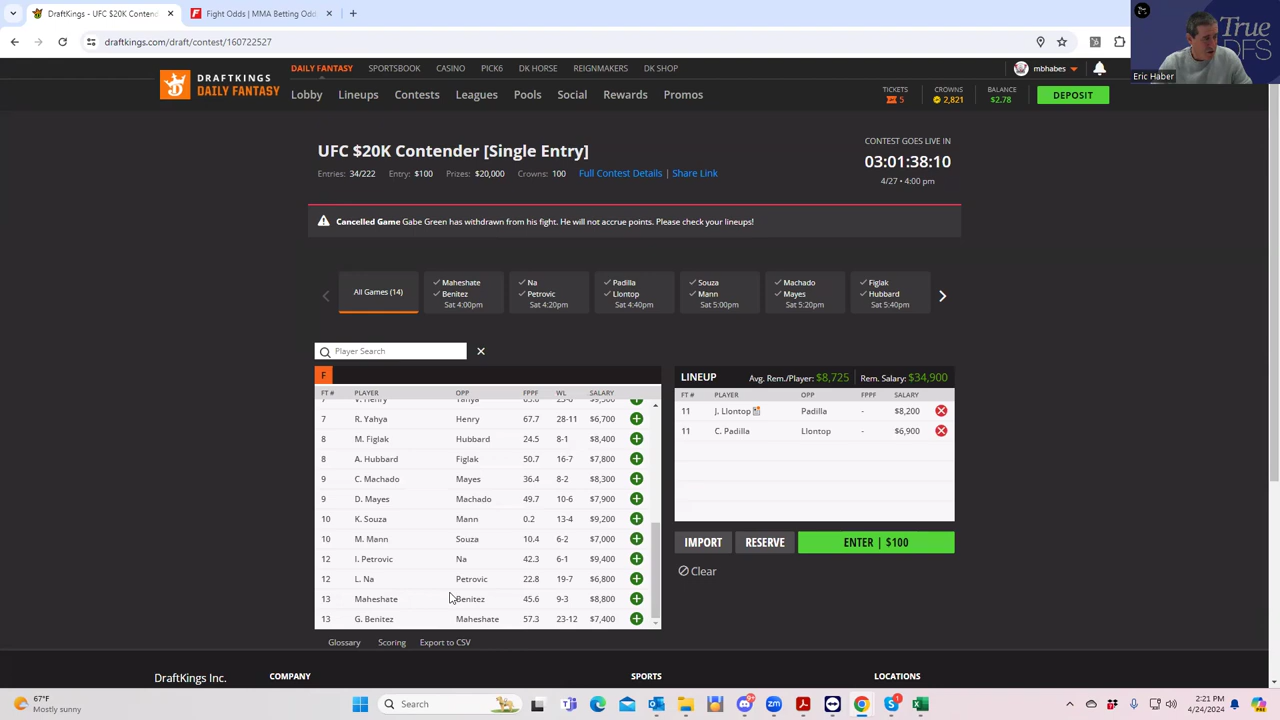 DraftKings - UFC $20K Contend
Fight Odds | MMA Betting Odd
draftkings.com/draft/contest/160722527
True
DFS
Eric Haber
DRAFTKINGS
DAILY FANTASY
DAILY FANTASY SPORTSBOOK CASINO PICK6 DK HORSE REIGNMAKERS DK SHOP
mbhabes
Lobby Lineups Contests Leagues Pools Social Rewards Promos
TICKETS CROWNS BALANCE
5 2,821 $2.78
DEPOSIT
UFC $20K Contender [Single Entry]
Entries: 34/222 Entry: $100 Prizes: $20,000 Crowns: 100 Full Contest Details | Share Link
CONTEST GOES LIVE IN
03:01:38:10
4/27 • 4:00 pm
Cancelled Game Gabe Green has withdrawn from his fight. He will not accrue points. Please check your lineups!
All Games (14)
Maheshate
Benitez
Sat 4:00pm
Na
Petrovic
Sat 4:20pm
Padilla
Llontop
Sat 4:40pm
Souza
Mann
Sat 5:00pm
Machado
Mayes
Sat 5:20pm
Figlak
Hubbard
Sat 5:40pm
Player Search
F
FT # PLAYER OPP FPPF WL SALARY
7 R. Yahya Henry 67.7 28-11 $6,700
8 M. Figlak Hubbard 24.5 8-1 $8,400
8 A. Hubbard Figlak 50.7 16-7 $7,800
9 C. Machado Mayes 36.4 8-2 $8,300
9 D. Mayes Machado 49.7 10-6 $7,900
10 K. Souza Mann 0.2 13-4 $9,200
10 M. Mann Souza 10.4 6-2 $7,000
12 I. Petrovic Na 42.3 6-1 $9,400
12 L. Na Petrovic 22.8 19-7 $6,800
13 Maheshate Benitez 45.6 9-3 $8,800
13 G. Benitez Maheshate 57.3 23-12 $7,400
Glossary Scoring Export to CSV
LINEUP Avg. Rem./Player: $8,725 Rem. Salary: $34,900
FT # PLAYER OPP FPPF SALARY
11 J. Llontop Padilla - $8,200
11 C. Padilla Llontop - $6,900
IMPORT RESERVE ENTER | $100
Clear
DraftKings Inc. COMPANY SPORTS LOCATIONS
67°F
Mostly sunny
Search
2:21 PM
4/24/2024